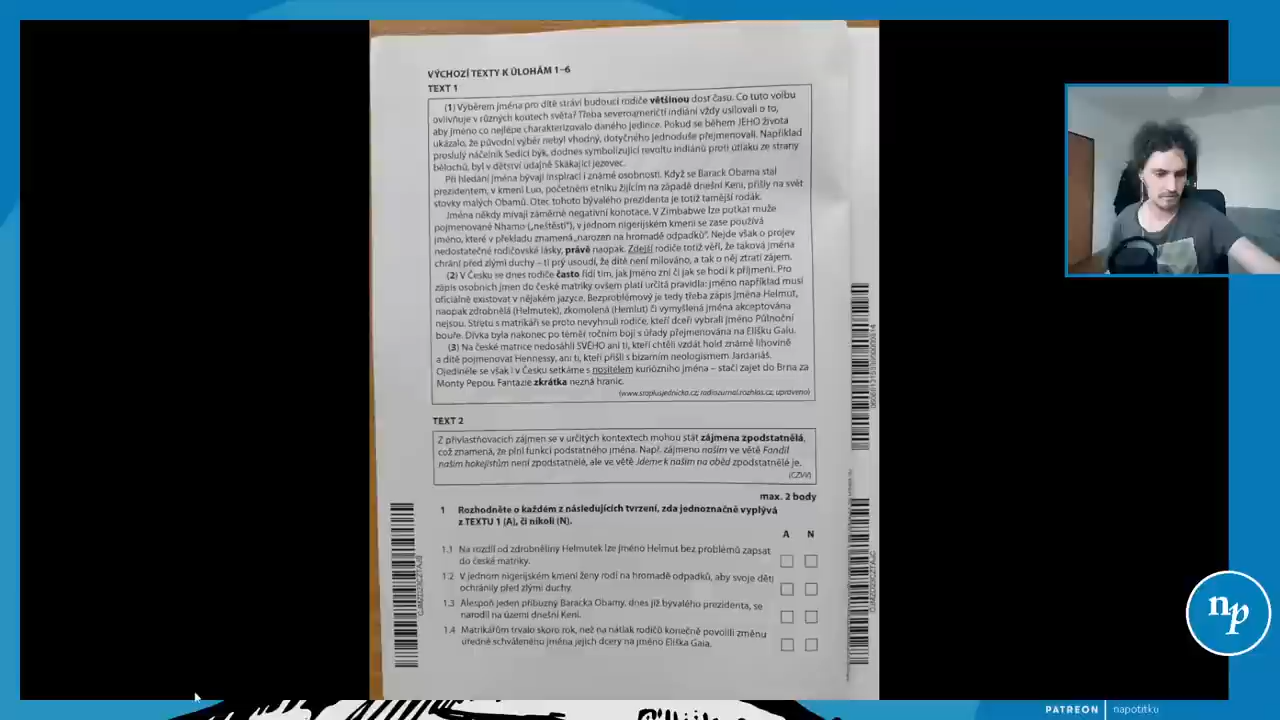 VÝCHOZÍ TEXTY K ÚLOHÁM 1–6
TEXT 1
(1) Výběrem jména pro dítě stráví budoucí rodiče většinou dost času. Co tuto volbu
ovlivňuje v různých koutech světa? Třeba severoameričtí indiáni vždy usilovali o to,
aby jméno co nejlépe charakterizovalo daného jedince. Pokud se během JEHO života
ukázalo, že původní výběr nebyl vhodný, dotyčného jednoduše přejmenovali. Například
proslulý náčelník Sedící býk, dodnes symbolizující revoltu indiánů proti útlaku ze strany
bělochů, byl v dětství údajně Skákající jezevec.
Při hledání jména bývají inspirací i známé osobnosti. Když se Barack Obama stal
prezidentem, v kmeni Luo, početném etniku žijícím na západě dnešní Keni, přišly na svět
stovky malých Obamů. Otec tohoto bývalého prezidenta je totiž tamější rodák.
Jména někdy mívají záměrně negativní konotace. V Zimbabwe lze potkat muže
pojmenované Nhamo („neštěstí“), v jednom nigerijském kmeni se zase používá
jméno, které v překladu znamená „narozen na hromadě odpadků“. Nejde však o projev
nedostatečné rodičovské lásky, právě naopak. Zdejší rodiče totiž věří, že taková jména
chrání před zlými duchy – ti prý usoudí, že dítě není milováno, a tak o něj ztratí zájem.
(2) V Česku se dnes rodiče často řídí tím, jak jméno zní či jak se hodí k příjmení. Pro
zápis osobních jmen do české matriky ovšem platí určitá pravidla: jméno například musí
oficiálně existovat v nějakém jazyce. Bezproblémový je tedy třeba zápis jména Helmut,
naopak zdrobnělá (Helmutek), zkomolená (Hemlut) či vymyšlená jména akceptována
nejsou. Střetu s matrikáři se proto nevyhnuli rodiče, kteří dceři vybrali jméno Půlnoční
bouře. Dívka byla nakonec po téměř ročním boji s úřady přejmenována na Elišku Gaiu.
(3) Na české matrice nedosáhli SVÉHO ani ti, kteří chtěli vzdát hold známé lihovině
a dítě pojmenovat Hennessy, ani ti, kteří přišli s bizarním neologismem Jardariáš.
Ojediněle se však i v Česku setkáme s nositelem kuriózního jména – stačí zajet do Brna za
Monty Pepou. Fantazie zkrátka nezná hranic.
(www.sraplusjednicka.cz; radiozurnal.rozhlas.cz, upraveno)
TEXT 2
Z přivlastňovacích zájmen se v určitých kontextech mohou stát zájmena zpodstatnělá,
což znamená, že plní funkci podstatného jména. Např. zájmeno našim ve větě Fandil
našim hokejistům není zpodstatnělé, ale ve větě Jdeme k našim na oběd zpodstatnělé je.
(CZVV)
max. 2 body
1 Rozhodněte o každém z následujících tvrzení, zda jednoznačně vyplývá
z TEXTU 1 (A), či nikoli (N).
A N
1.1 Na rozdíl od zdrobněliny Helmutek lze jméno Helmut bez problémů zapsat
do české matriky.
1.2 V jednom nigerijském kmeni ženy rodí na hromadě odpadků, aby svoje děti
ochránily před zlými duchy.
1.3 Alespoň jeden příbuzný Baracka Obamy, dnes již bývalého prezidenta, se
narodil na území dnešní Keni.
1.4 Matrikářům trvalo skoro rok, než na nátlak rodičů konečně povolili změnu
úředně schváleného jména jejich dcery na jméno Eliška Gaia.
np
PATREON napotitku